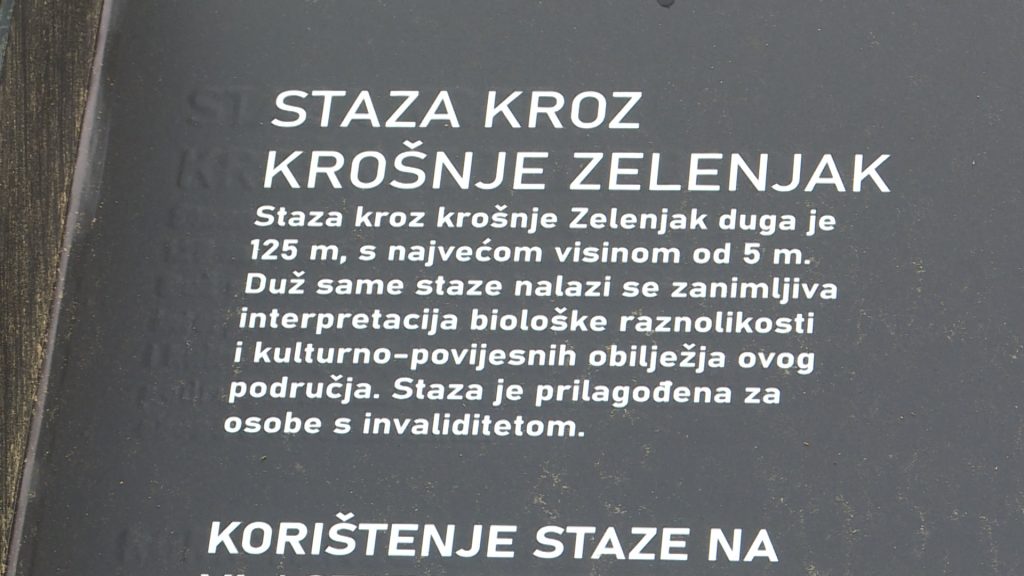 STAZA KROZ
KROŠNJE ZELENJAK
Staza kroz krošnje Zelenjak duga je
125 m, s najvećom visinom od 5 m.
Duž same staze nalazi se zanimljiva
interpretacija biološke raznolikosti
i kulturno-povijesnih obilježja ovog
područja. Staza je prilagođena za
osobe s invaliditetom.
KORIŠTENJE STAZE NA